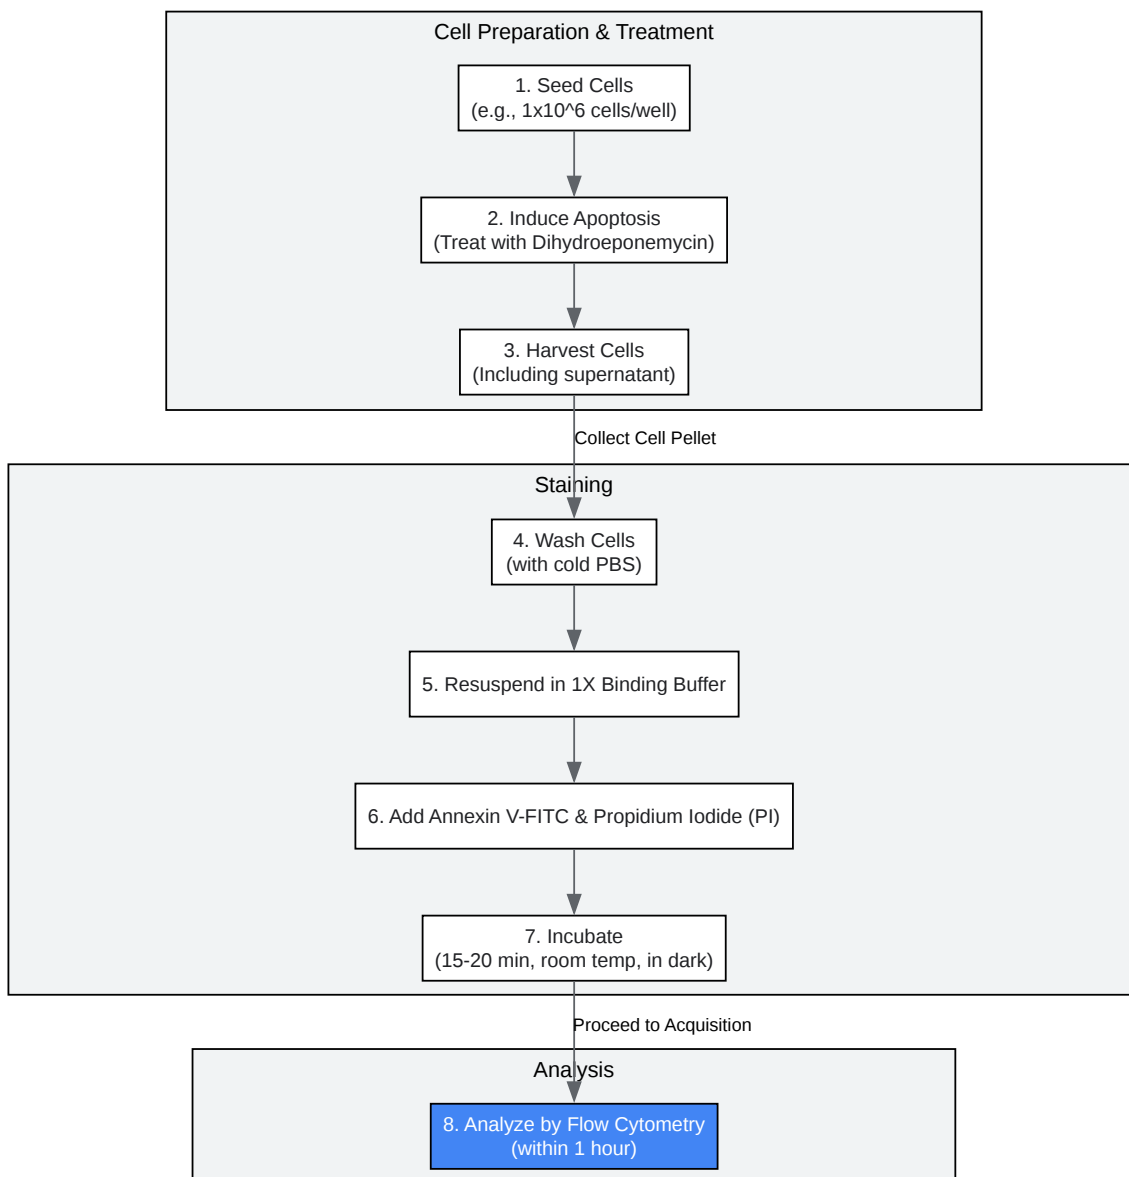 Cell Preparation & Treatment
1. Seed Cells
(e.g., 1x10^6 cells/well)
2. Induce Apoptosis
(Treat with Dihydroeponemycin)
3. Harvest Cells
(Including supernatant)
Collect Cell Pellet
Staining
4. Wash Cells
(with cold PBS)
5. Resuspend in 1X Binding Buffer
6. Add Annexin V-FITC & Propidium Iodide (PI)
7. Incubate
(15-20 min, room temp, in dark)
Proceed to Acquisition
Analysis
8. Analyze by Flow Cytometry
(within 1 hour)